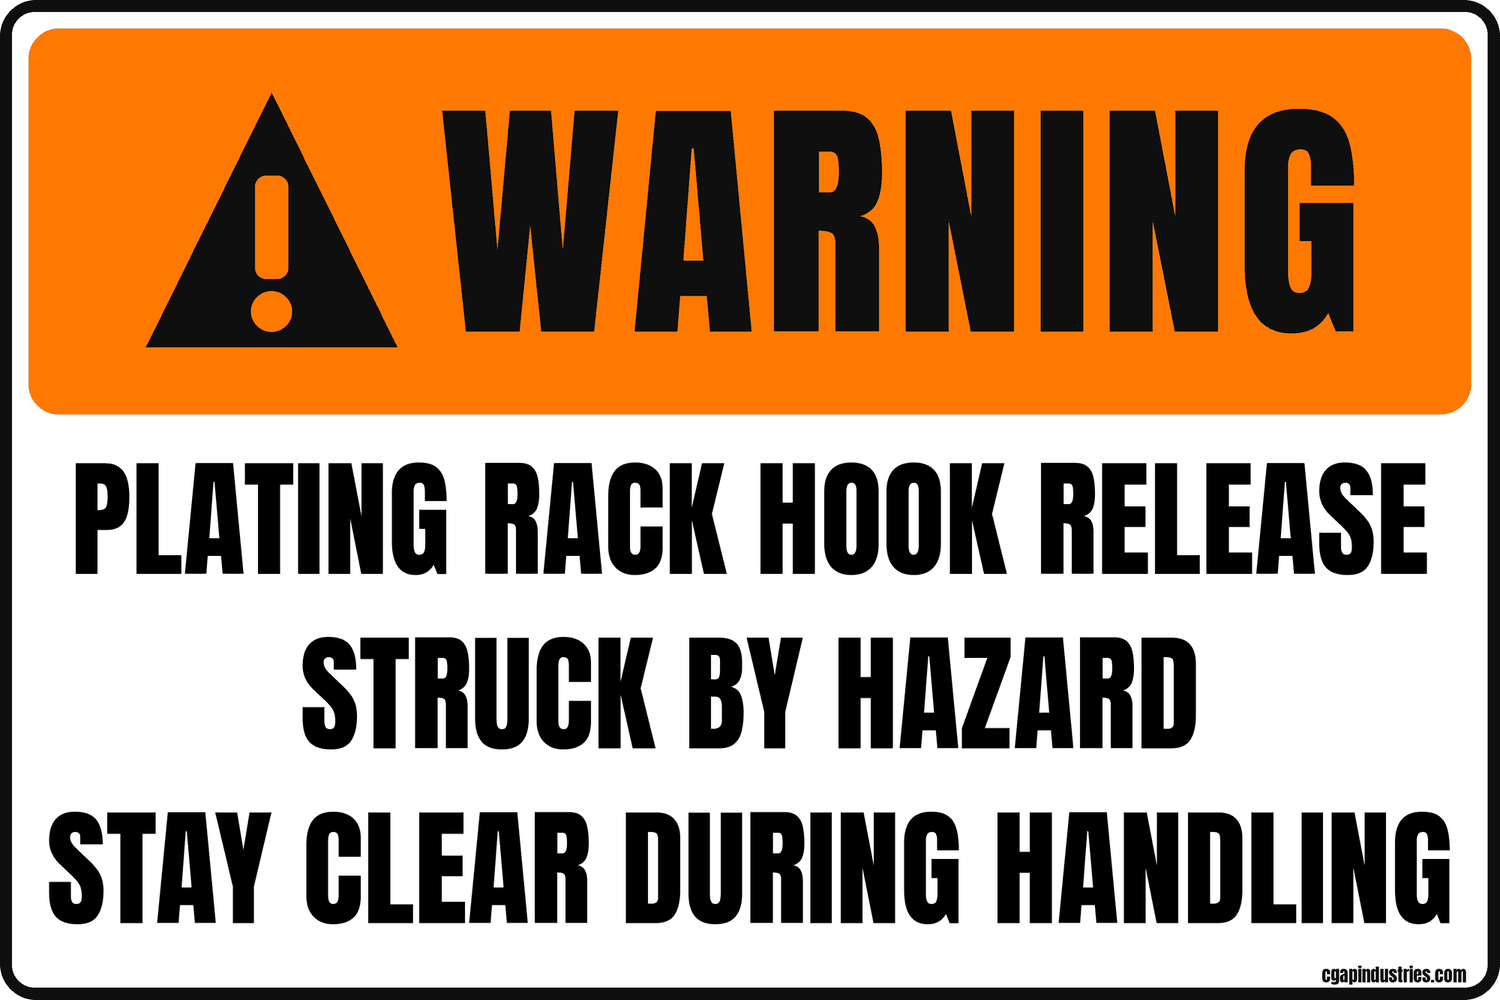 WARNING
PLATING RACK HOOK RELEASE
STRUCK BY HAZARD
STAY CLEAR DURING HANDLING
cgapindustries.com